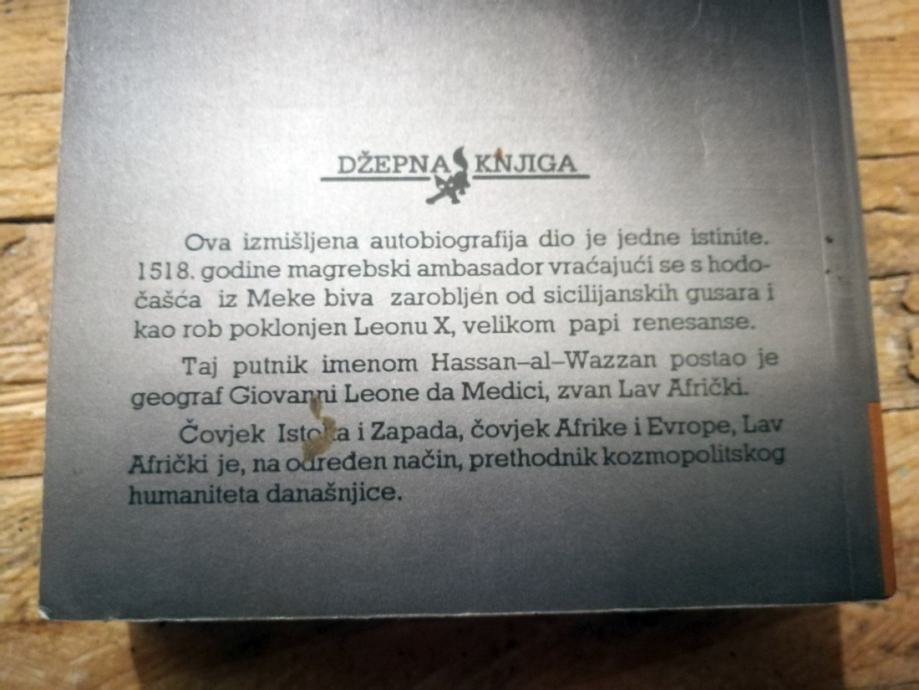 DŽEPNA KNJIGA
Ova izmišljena autobiografija dio je jedne istinite.
1518. godine magrebski ambasador vraćajući se s hodo-
čašća iz Meke biva zarobljen od sicilijanskih gusara i
kao rob poklonjen Leonu X, velikom papi renesanse.
Taj putnik imenom Hassan–al–Wazzan postao je
geograf Giovanni Leone da Medici, zvan Lav Afrički.
Čovjek Istoka i Zapada, čovjek Afrike i Evrope, Lav
Afrički je, na određen način, prethodnik kozmopolitskog
humaniteta današnjice.